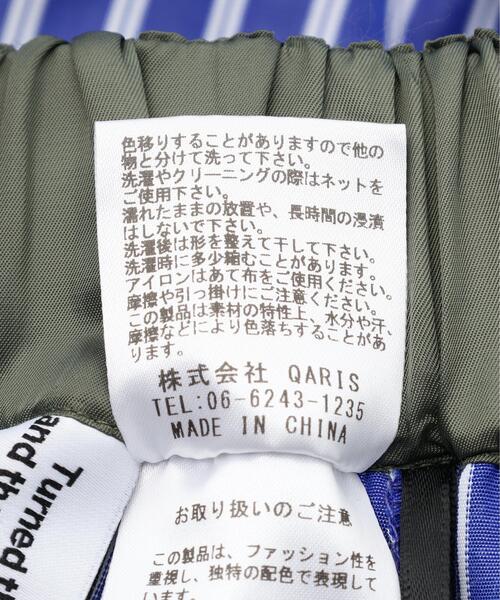 色移りすることがありますので他の
物と分けて洗って下さい。
洗濯やクリーニングの際はネットを
ご使用下さい。
濡れたままの放置や、長時間の浸漬
はしないで下さい。
洗濯後は形を整えて干して下さい。
洗濯時に多少縮むことがあります。
アイロンはあて布をご使用ください。
摩擦や引っ掛けにご注意ください。
この製品は素材の特性上、水分や汗、
摩擦などにより色落ちすることがあ
ります。
株式会社 QARIS
TEL:06-6243-1235
MADE IN CHINA
お取り扱いのご注意
この製品は、ファッション性を
重視し、独特の配色で表現して
います。
Turned
and th